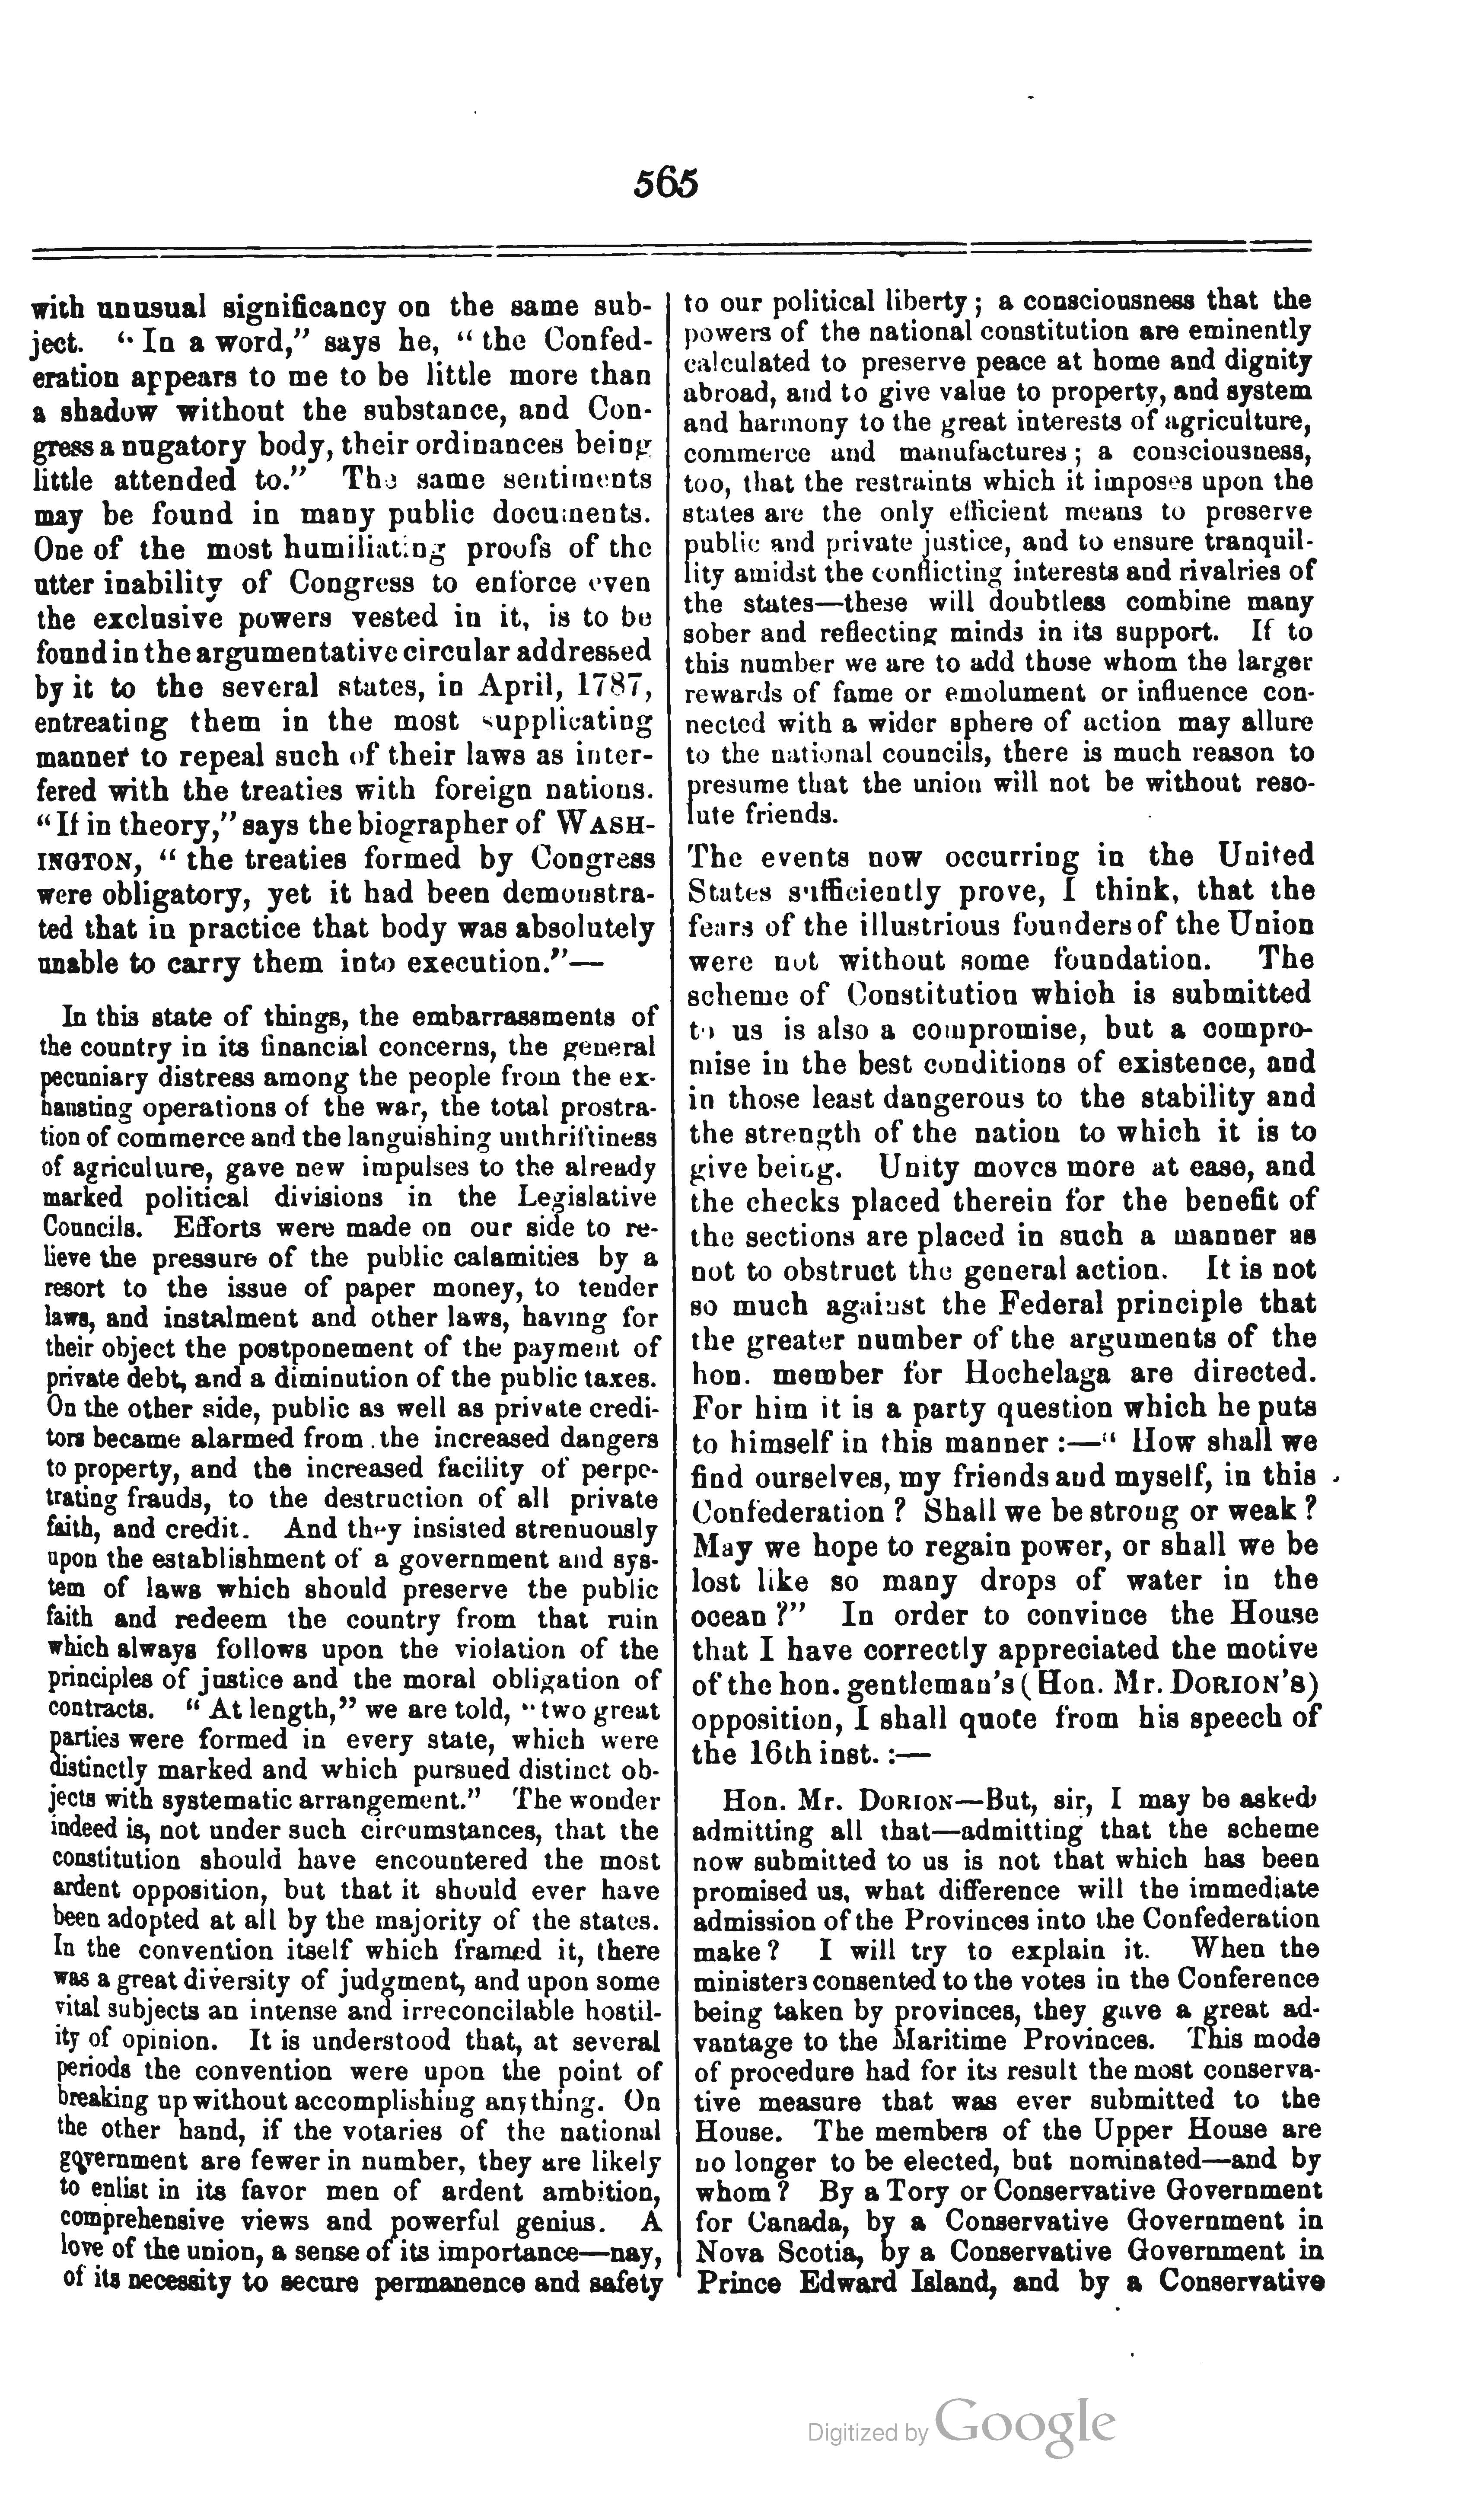 565
with unusual significancy on the same sub-
ject. "In a word," says he, "the Confed-
eration appears to me to be little more than
a shadow without the substance, and Con-
gress a nugatory body, their ordinances being
little attended to." The same sentiments
may be found in many public documents.
One of the most humiliating proofs of the
utter inability of Congress to enforce even
the exclusive powers vested in it, is to be
found in the argumentative circular addressed
by it to the several states, in April, 1787,
entreating them in the most supplicating
manner to repeal such of their laws as inter-
fered with the treaties with foreign nations.
"If in theory," says the biographer of WASH-
INGTON, "the treaties formed by Congress
were obligatory, yet it had been demonstra-
ted that in practice that body was absolutely
unable to carry them into execution."—
In this state of things, the embarrassments of
the country in its financial concerns, the general
pecuniary distress among the people from the ex-
hausting operations of the war, the total prostra-
tion of commerce and the languishing unthriftiness
of agriculture, gave new impulses to the already
marked political divisions in the Legislative
Councils. Efforts were made on our side to re-
lieve the pressure of the public calamities by a
resort to the issue of paper money, to tender
laws, and instalment and other laws, having for
their object the postponement of the payment of
private debt, and a diminution of the public taxes.
On the other side, public as well as private credi-
tors became alarmed from the increased dangers
to property, and the increased facility of perpe-
trating frauds, to the destruction of all private
faith, and credit. And they insisted strenuously
upon the establishment of a government and sys-
tem of laws which should preserve the public
faith and redeem the country from that ruin
which always follows upon the violation of the
principles of justice and the moral obligation of
contracts. "At length," we are told, "two great
parties were formed in every state, which were
distinctly marked and which pursued distinct ob-
jects with systematic arrangement." The wonder
indeed is, not under such circumstances, that the
constitution should have encountered the most
ardent opposition, but that it should ever have
been adopted at all by the majority of the states.
In the convention itself which framed it, there
was a great diversity of judgment, and upon some
vital subjects an intense and irreconcilable hostil-
ity of opinion. It is understood that, at several
periods the convention were upon the point of
breaking up without accomplishing anything. On
the other hand, if the votaries of the national
government are fewer in number, they are likely
to enlist in its favor men of ardent ambition,
comprehensive views and powerful genius. A
love of the union, a sense of its importance—nay,
of its necessity to secure permanence and safety
to our political liberty; a consciousness that the
powers of the national constitution are eminently
calculated to preserve peace at home and dignity
abroad, and to give value to property, and system
and harmony to the great interests of agriculture,
commerce and manufactures; a consciousness,
too, that the restraints which it imposes upon the
states are the only efficient means to preserve
public and private justice, and to ensure tranquil-
lity amidst the conflicting interests and rivalries of
the states—these will doubtless combine many
sober and reflecting minds in its support. If to
this number we are to add those whom the larger
rewards of fame or emolument or influence con-
nected with a wider sphere of action may allure
to the national councils, there is much reason to
presume that the union will not be without reso-
lute friends.
The events now occurring in the United
States sufficiently prove, I think, that the
fears of the illustrious founders of the Union
were not without some foundation. The
scheme of Constitution which is submitted
to us is also a compromise, but a compro-
mise in the best conditions of existence, and
in those least dangerous to the stability and
the strength of the nation to which it is to
give being. Unity moves more at ease, and
the checks placed therein for the benefit of
the sections are placed in such a manner as
not to obstruct the general action. It is not
so much against the Federal principle that
the greater number of the arguments of the
hon. member for Hochelaga are directed.
For him it is a party question which he puts
to himself in this manner:—"How shall we
find ourselves, my friends and myself, in this
Confederation? Shall we be strong or weak?
May we hope to regain power, or shall we be
lost like so many drops of water in the
ocean?" In order to convince the House
that I have correctly appreciated the motive
of the hon. gentleman's (Hon. Mr. DORION'S)
opposition, I shall quote from his speech of
the 16th inst.:—
Hon. Mr. DORION—But, sir, I may be asked,
admitting all that—admitting that the scheme
now submitted to us is not that which has been
promised us, what difference will the immediate
admission of the Provinces into the Confederation
make? I will try to explain it. When the
ministers consented to the votes in the Conference
being taken by provinces, they gave a great ad-
vantage to the Maritime Provinces. This mode
of procedure had for its result the most conserva-
tive measure that was ever submitted to the
House. The members of the Upper House are
no longer to be elected, but nominated—and by
whom? By a Tory or Conservative Government
for Canada, by a Conservative Government in
Nova Scotia, by a Conservative Government in
Prince Edward Island, and by a Conservative
Digitized by Google